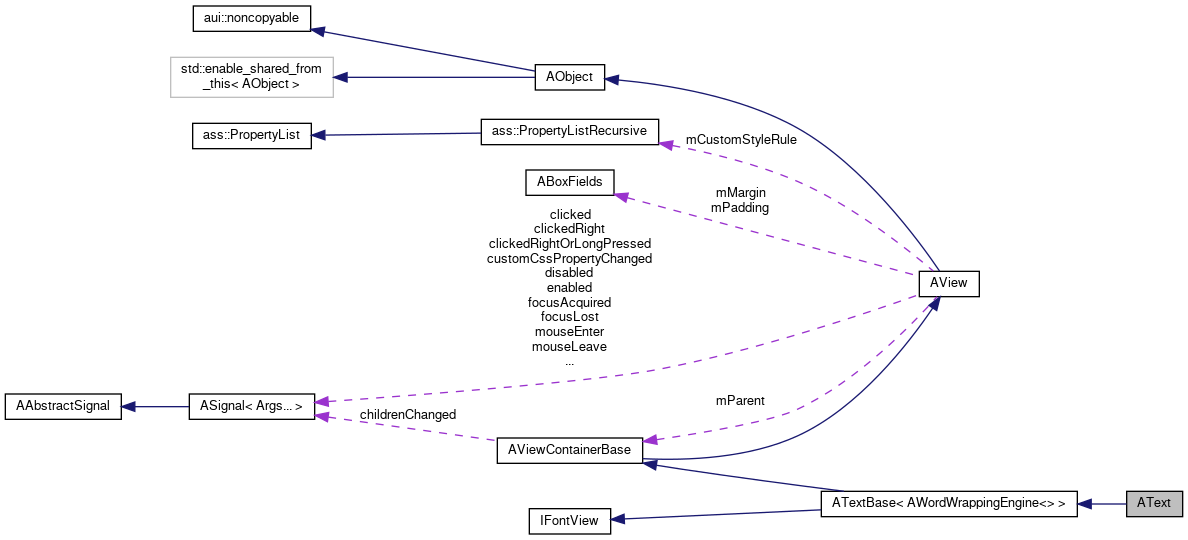 aui::noncopyable
std::enable_shared_from
_this< AObject >
AObject
ass::PropertyList
ass::PropertyListRecursive
mCustomStyleRule
ABoxFields
mMargin
mPadding
clicked
clickedRight
clickedRightOrLongPressed
customCssPropertyChanged
disabled
enabled
focusAcquired
focusLost
mouseEnter
mouseLeave
...
AView
AAbstractSignal
ASignal< Args... >
childrenChanged
mParent
AViewContainerBase
ATextBase< AWordWrappingEngine<> >
AText
IFontView